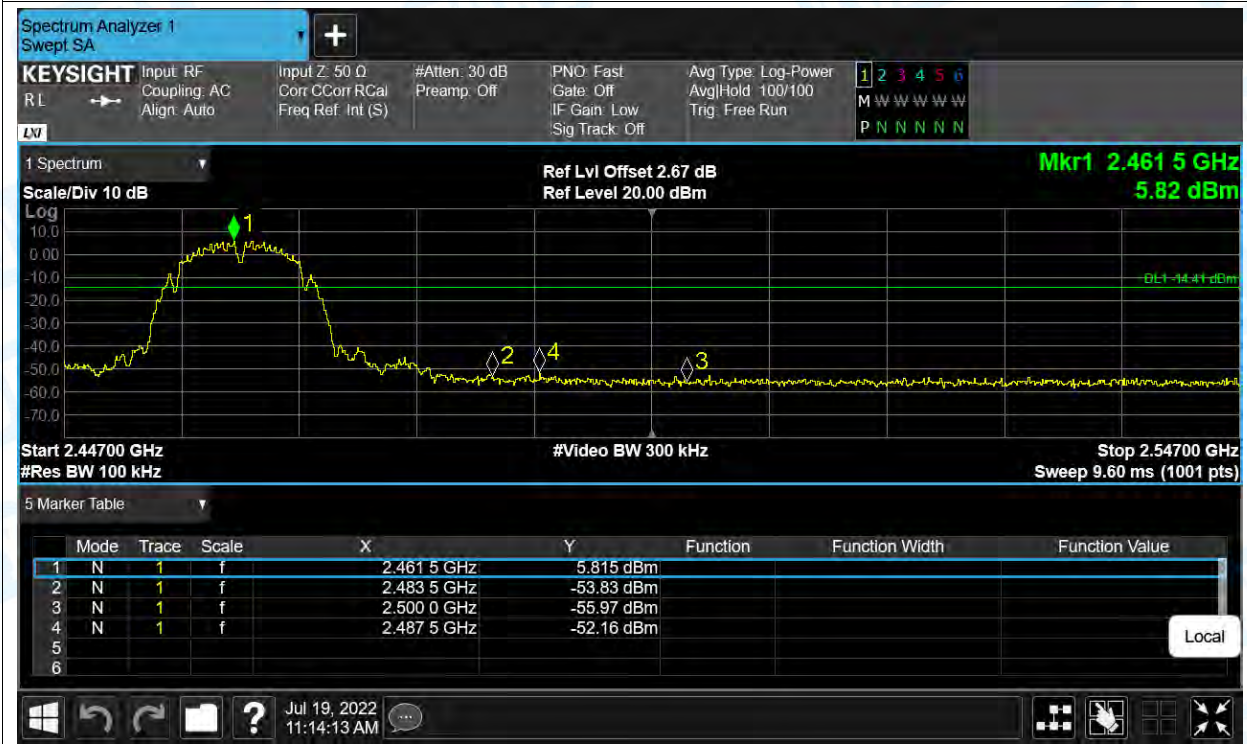 Spectrum Analyzer 1
Swept SA
KEYSIGHT
RL
LXI
Input: RF
Coupling: AC
Align: Auto
Input Z: 50 Ω
Corr CCorr RCal
Freq Ref: Int (S)
#Atten: 30 dB
Preamp: Off
PNO: Fast
Gate: Off
IF Gain: Low
Sig Track: Off
Avg Type: Log-Power
Avg|Hold: 100/100
Trig: Free Run
1 2 3 4 5 6
M W W W W W W
P N N N N N N
1 Spectrum
Scale/Div 10 dB
Ref Lvl Offset 2.67 dB
Ref Level 20.00 dBm
Mkr1 2.461 5 GHz
5.82 dBm
Log
10.0
0.00
-10.0
-20.0
-30.0
-40.0
-50.0
-60.0
-70.0
1
2
4
3
DL1 -14.41 dBm
Start 2.44700 GHz
#Video BW 300 kHz
Stop 2.54700 GHz
#Res BW 100 kHz
Sweep 9.60 ms (1001 pts)
5 Marker Table
Mode Trace Scale X Y Function Function Width Function Value
1 N 1 f 2.461 5 GHz 5.815 dBm
2 N 1 f 2.483 5 GHz -53.83 dBm
3 N 1 f 2.500 0 GHz -55.97 dBm
4 N 1 f 2.487 5 GHz -52.16 dBm
5
6
Local
?
Jul 19, 2022
11:14:13 AM